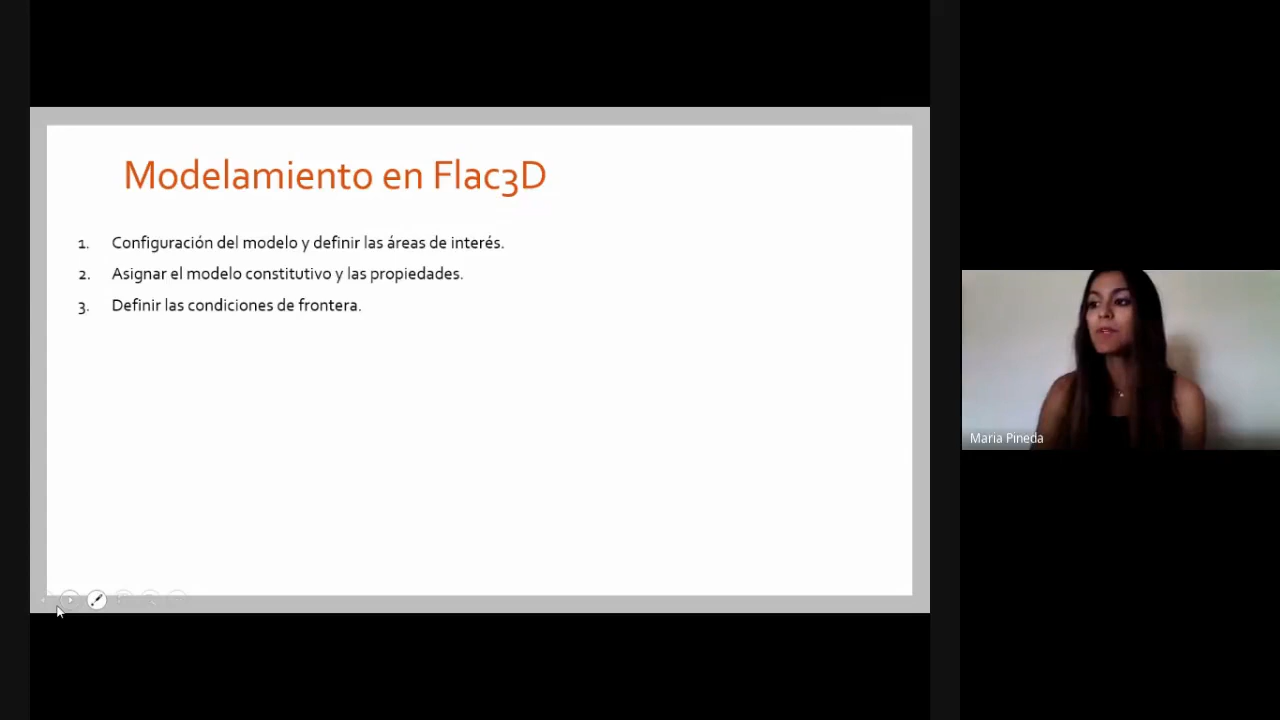 Modelamiento en Flac3D
1. Configuración del modelo y definir las áreas de interés.
2. Asignar el modelo constitutivo y las propiedades.
3. Definir las condiciones de frontera.
Maria Pineda